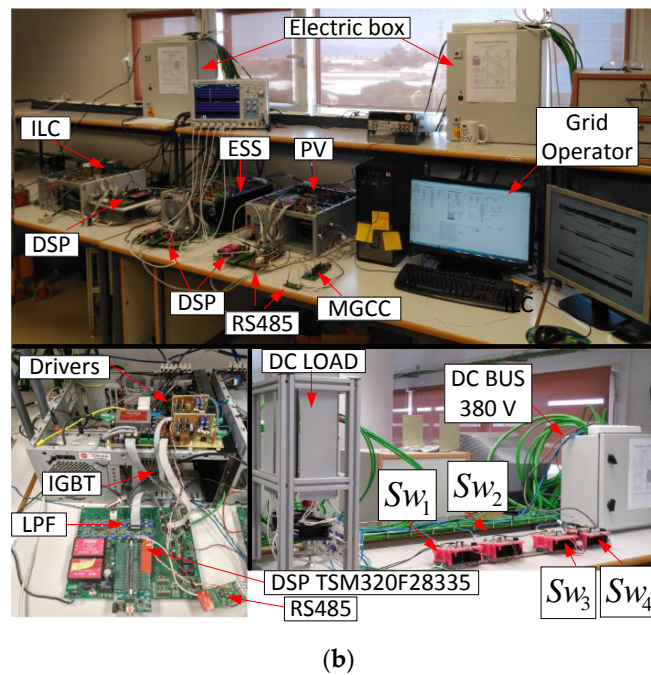 Electric box
ILC
ESS
PV
Grid
Operator
DSP
DSP
RS485
MGCC
ILC
Drivers
DC LOAD
DC BUS
380 V
IGBT
Sw1
Sw2
LPF
DSP TSM320F28335
RS485
Sw3
Sw4
(b)